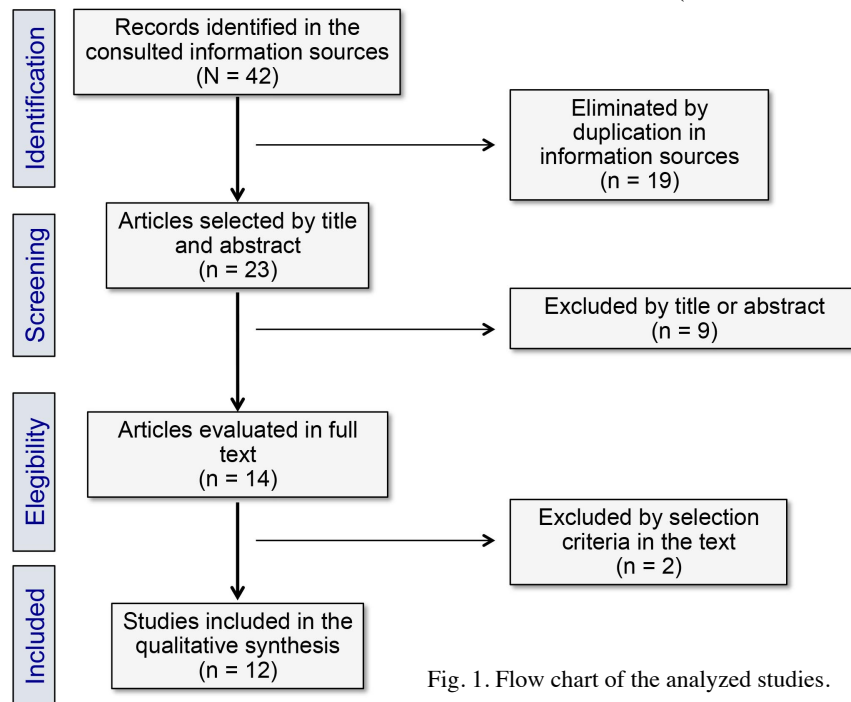 Identification
Records identified in the
consulted information sources
(N = 42)
Eliminated by
duplication in
information sources
(n = 19)
Screening
Articles selected by title
and abstract
(n = 23)
Excluded by title or abstract
(n = 9)
Elegibility
Articles evaluated in full
text
(n = 14)
Excluded by selection
criteria in the text
(n = 2)
Included
Studies included in the
qualitative synthesis
(n = 12)
Fig. 1. Flow chart of the analyzed studies.